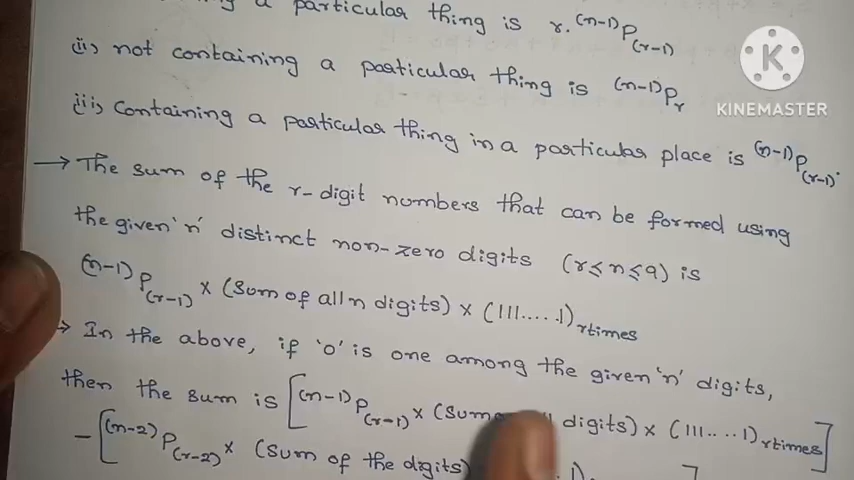 a particular thing is r. (n-1)P(r-1)
(ii) not containing a particular thing is (n-1)Pr
(iii) Containing a particular thing in a particular place is (n-1)P(r-1).
→ The sum of the r-digit numbers that can be formed using
the given 'n' distinct non-zero digits (r≤n≤9) is
(n-1)P(r-1) × (Sum of all n digits) × (111.....1)r times
→ In the above, if '0' is one among the given 'n' digits,
then the sum is [(n-1)P(r-1) × (Sum digits) × (111....1)r times]
- [(n-2)P(r-2) × (Sum of the digits)
K
KINEMASTER